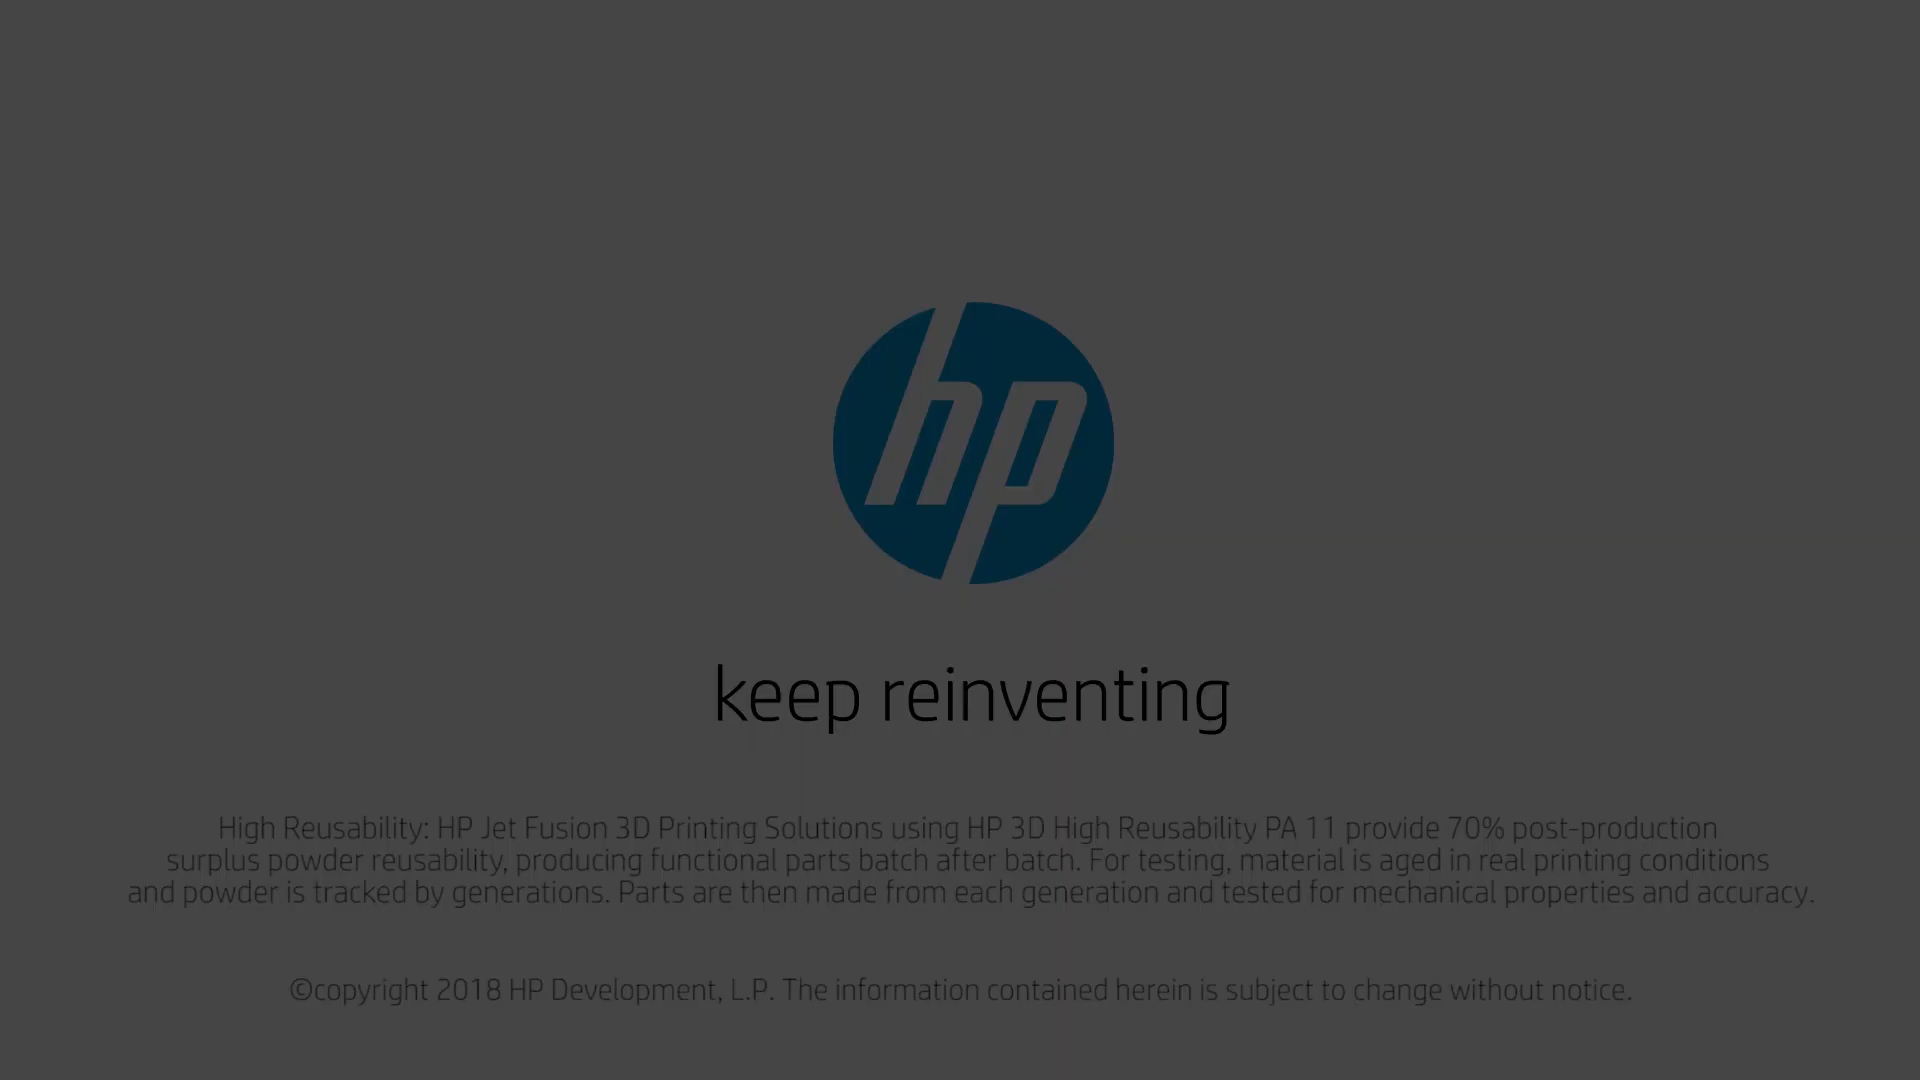 hp
keep reinventing
High Reusability: HP Jet Fusion 3D Printing Solutions using HP 3D High Reusability PA 11 provide 70% post-production
surplus powder reusability, producing functional parts batch after batch. For testing, material is aged in real printing conditions
and powder is tracked by generations. Parts are then made from each generation and tested for mechanical properties and accuracy.
©copyright 2018 HP Development, L.P. The information contained herein is subject to change without notice.